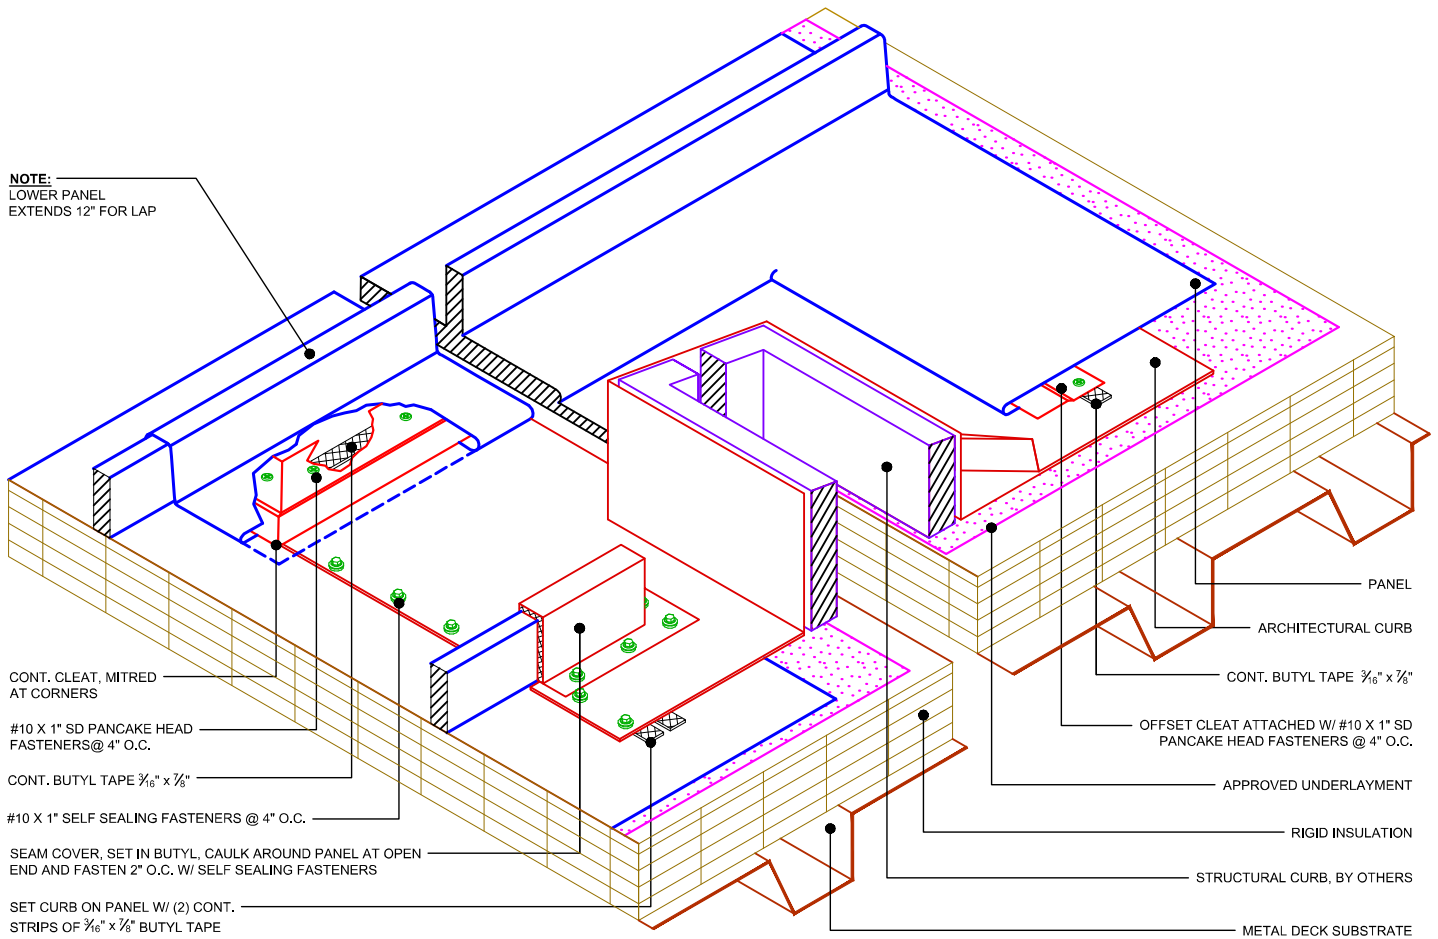 NOTE:
LOWER PANEL
EXTENDS 12" FOR LAP
CONT. CLEAT, MITRED
AT CORNERS
#10 X 1" SD PANCAKE HEAD
FASTENERS@ 4" O.C.
CONT. BUTYL TAPE 3/16" x 7/8"
#10 X 1" SELF SEALING FASTENERS @ 4" O.C.
SEAM COVER, SET IN BUTYL, CAULK AROUND PANEL AT OPEN
END AND FASTEN 2" O.C. W/ SELF SEALING FASTENERS
SET CURB ON PANEL W/ (2) CONT.
STRIPS OF 3/16" x 7/8" BUTYL TAPE
PANEL
ARCHITECTURAL CURB
CONT. BUTYL TAPE 3/16" x 7/8"
OFFSET CLEAT ATTACHED W/ #10 X 1" SD
PANCAKE HEAD FASTENERS @ 4" O.C.
APPROVED UNDERLAYMENT
RIGID INSULATION
STRUCTURAL CURB, BY OTHERS
METAL DECK SUBSTRATE